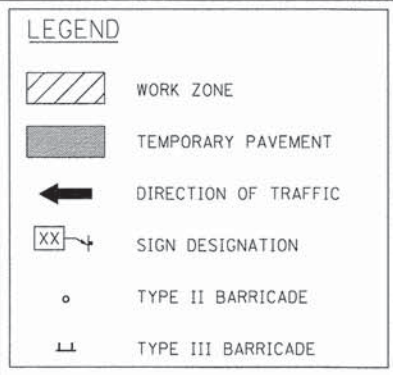 LEGEND
WORK ZONE
TEMPORARY PAVEMENT
DIRECTION OF TRAFFIC
XX SIGN DESIGNATION
TYPE II BARRICADE
TYPE III BARRICADE